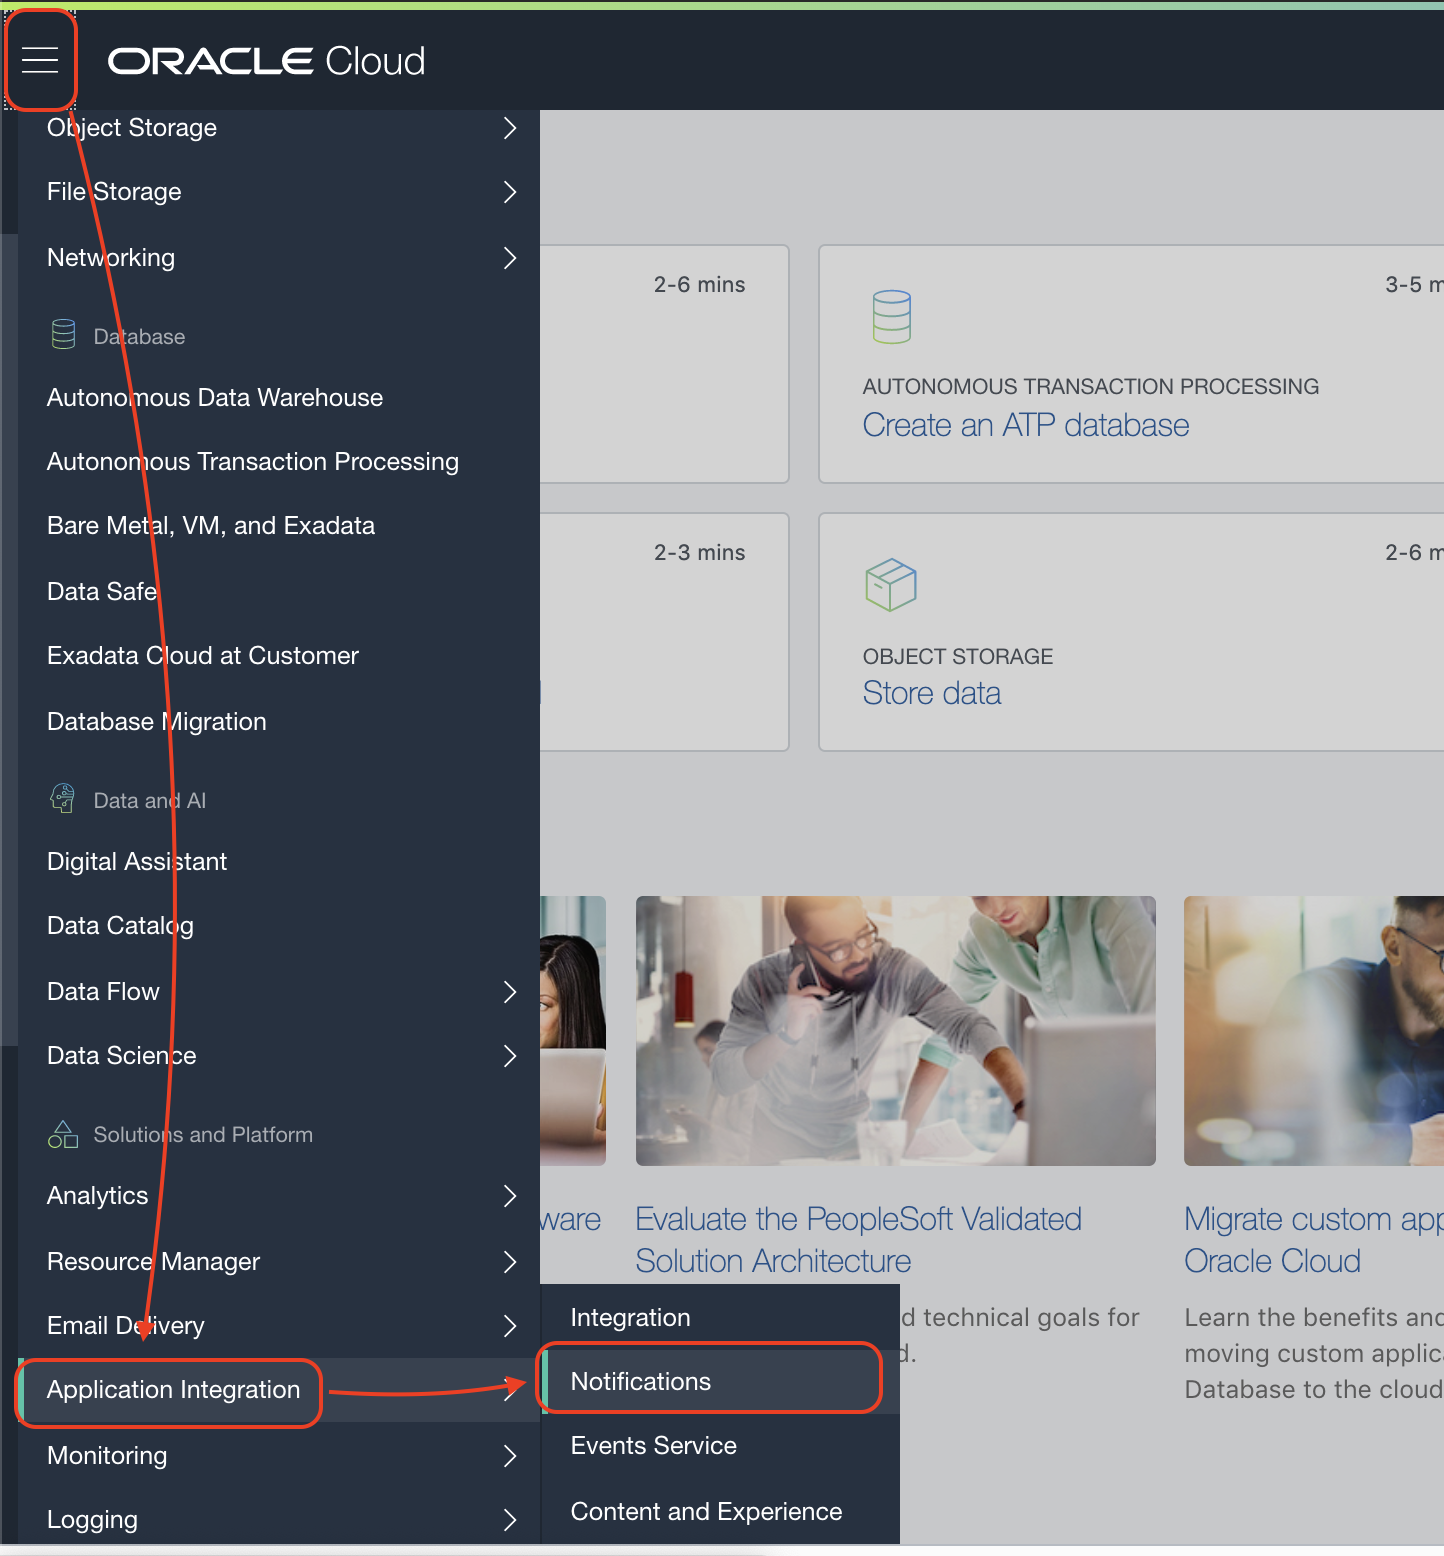 ORACLE Cloud
Object Storage
File Storage
Networking
Database
Autonomous Data Warehouse
Autonomous Transaction Processing
Bare Metal, VM, and Exadata
Data Safe
Exadata Cloud at Customer
Database Migration
Data and AI
Digital Assistant
Data Catalog
Data Flow
Data Science
Solutions and Platform
Analytics
Resource Manager
Email Delivery
Application Integration
Monitoring
Logging
Integration
Notifications
Events Service
Content and Experience
2-6 mins
3-5 m
AUTONOMOUS TRANSACTION PROCESSING
Create an ATP database
2-3 mins
2-6 m
OBJECT STORAGE
Store data
ware
Evaluate the PeopleSoft Validated
Solution Architecture
d technical goals for
d.
Migrate custom app
Oracle Cloud
Learn the benefits and
moving custom applic
Database to the cloud